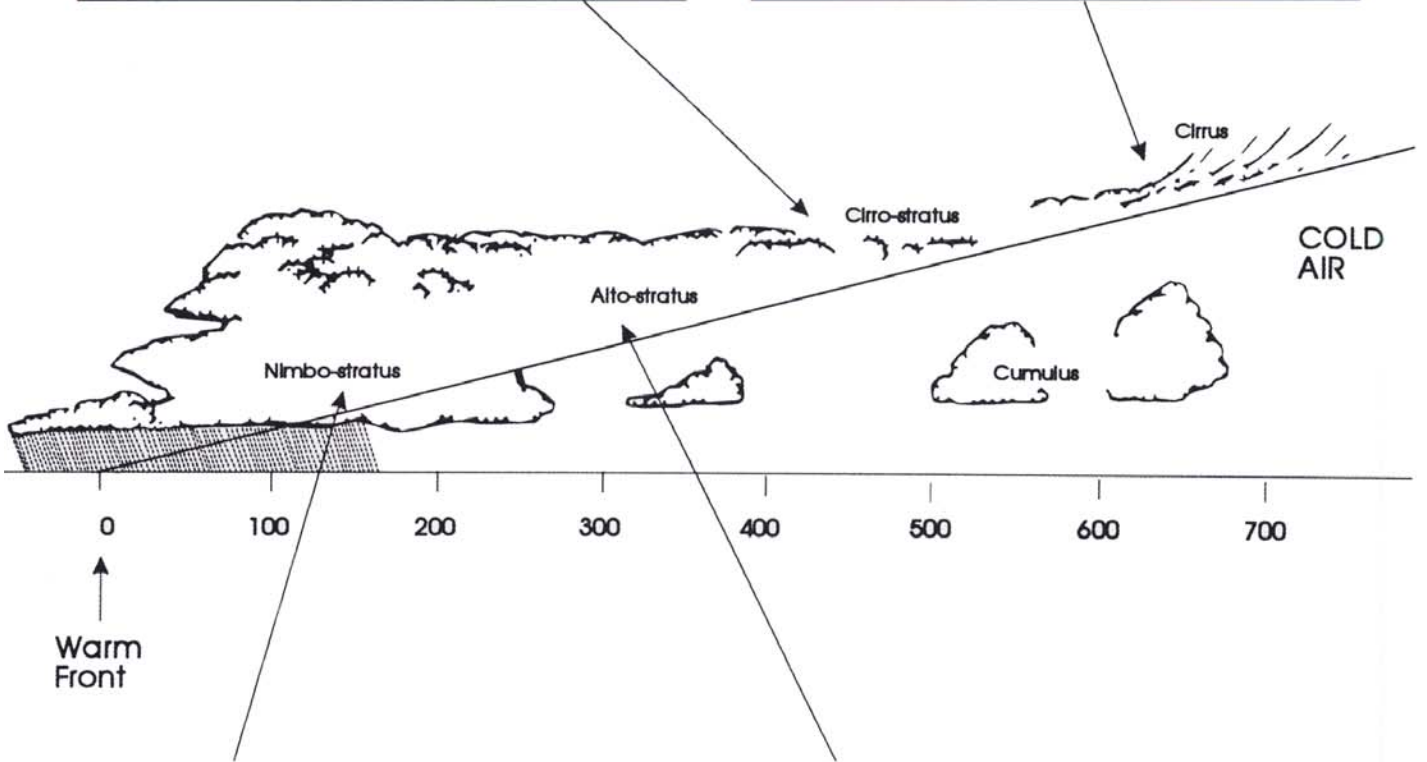 Cirrus
Cirro-stratus
COLD
AIR
Alto-stratus
Nimbo-stratus
Cumulus
0 100 200 300 400 500 600 700
Warm
Front